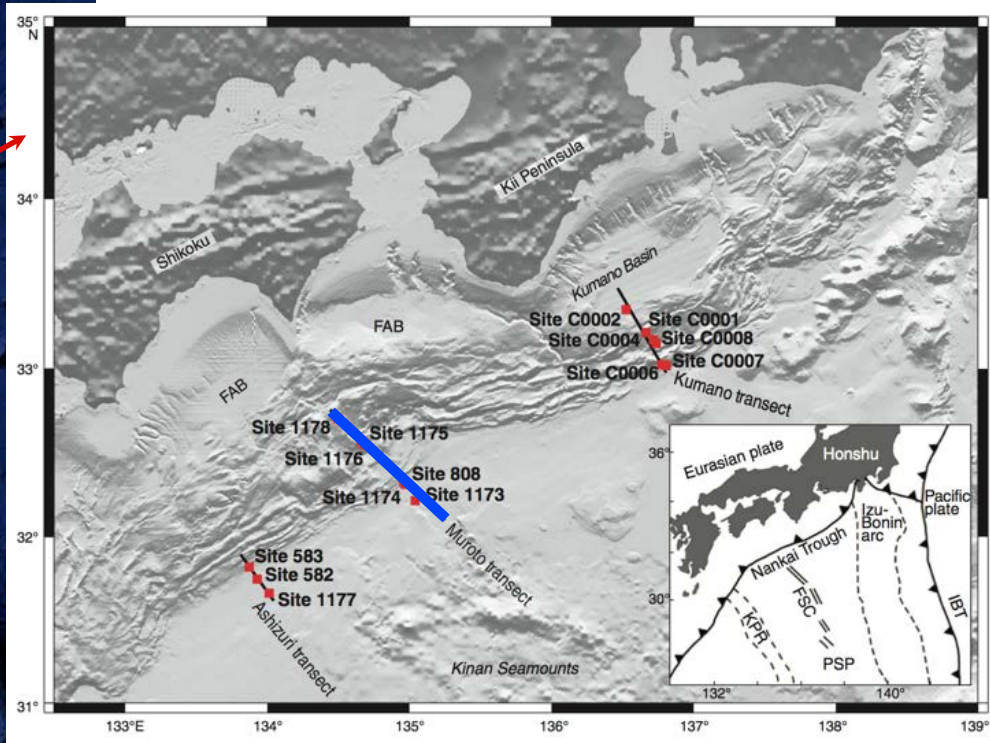 35°
N
34°
33°
32°
31°
133°E
134°
135°
136°
137°
138°
139°
Shikoku
Kii Peninsula
Kumano Basin
FAB
FAB
Site C0002
Site C0001
Site C0004
Site C0008
Site C0006
Site C0007
Kumano transect
Site 1178
Site 1175
Site 1176
Site 808
Site 1174
Site 1173
Muroto transect
Site 583
Site 582
Site 1177
Ashizuri transect
Kinan Seamounts
36°
30°
132°
140°
Eurasian plate
Honshu
Pacific
plate
Izu-
Bonin
arc
Nankai Trough
FSC
KPR
PSP
IBT